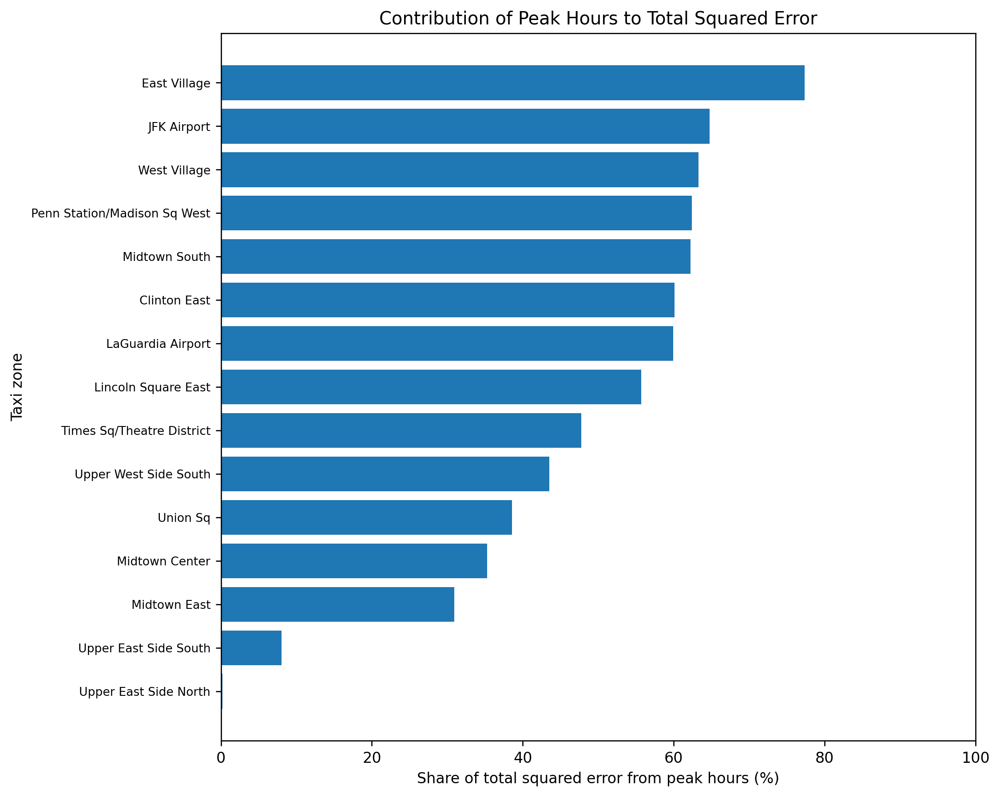 Contribution of Peak Hours to Total Squared Error
East Village
JFK Airport
West Village
Penn Station/Madison Sq West
Midtown South
Clinton East
LaGuardia Airport
Lincoln Square East
Times Sq/Theatre District
Upper West Side South
Union Sq
Midtown Center
Midtown East
Upper East Side South
Upper East Side North
Taxi zone
0 20 40 60 80 100
Share of total squared error from peak hours (%)